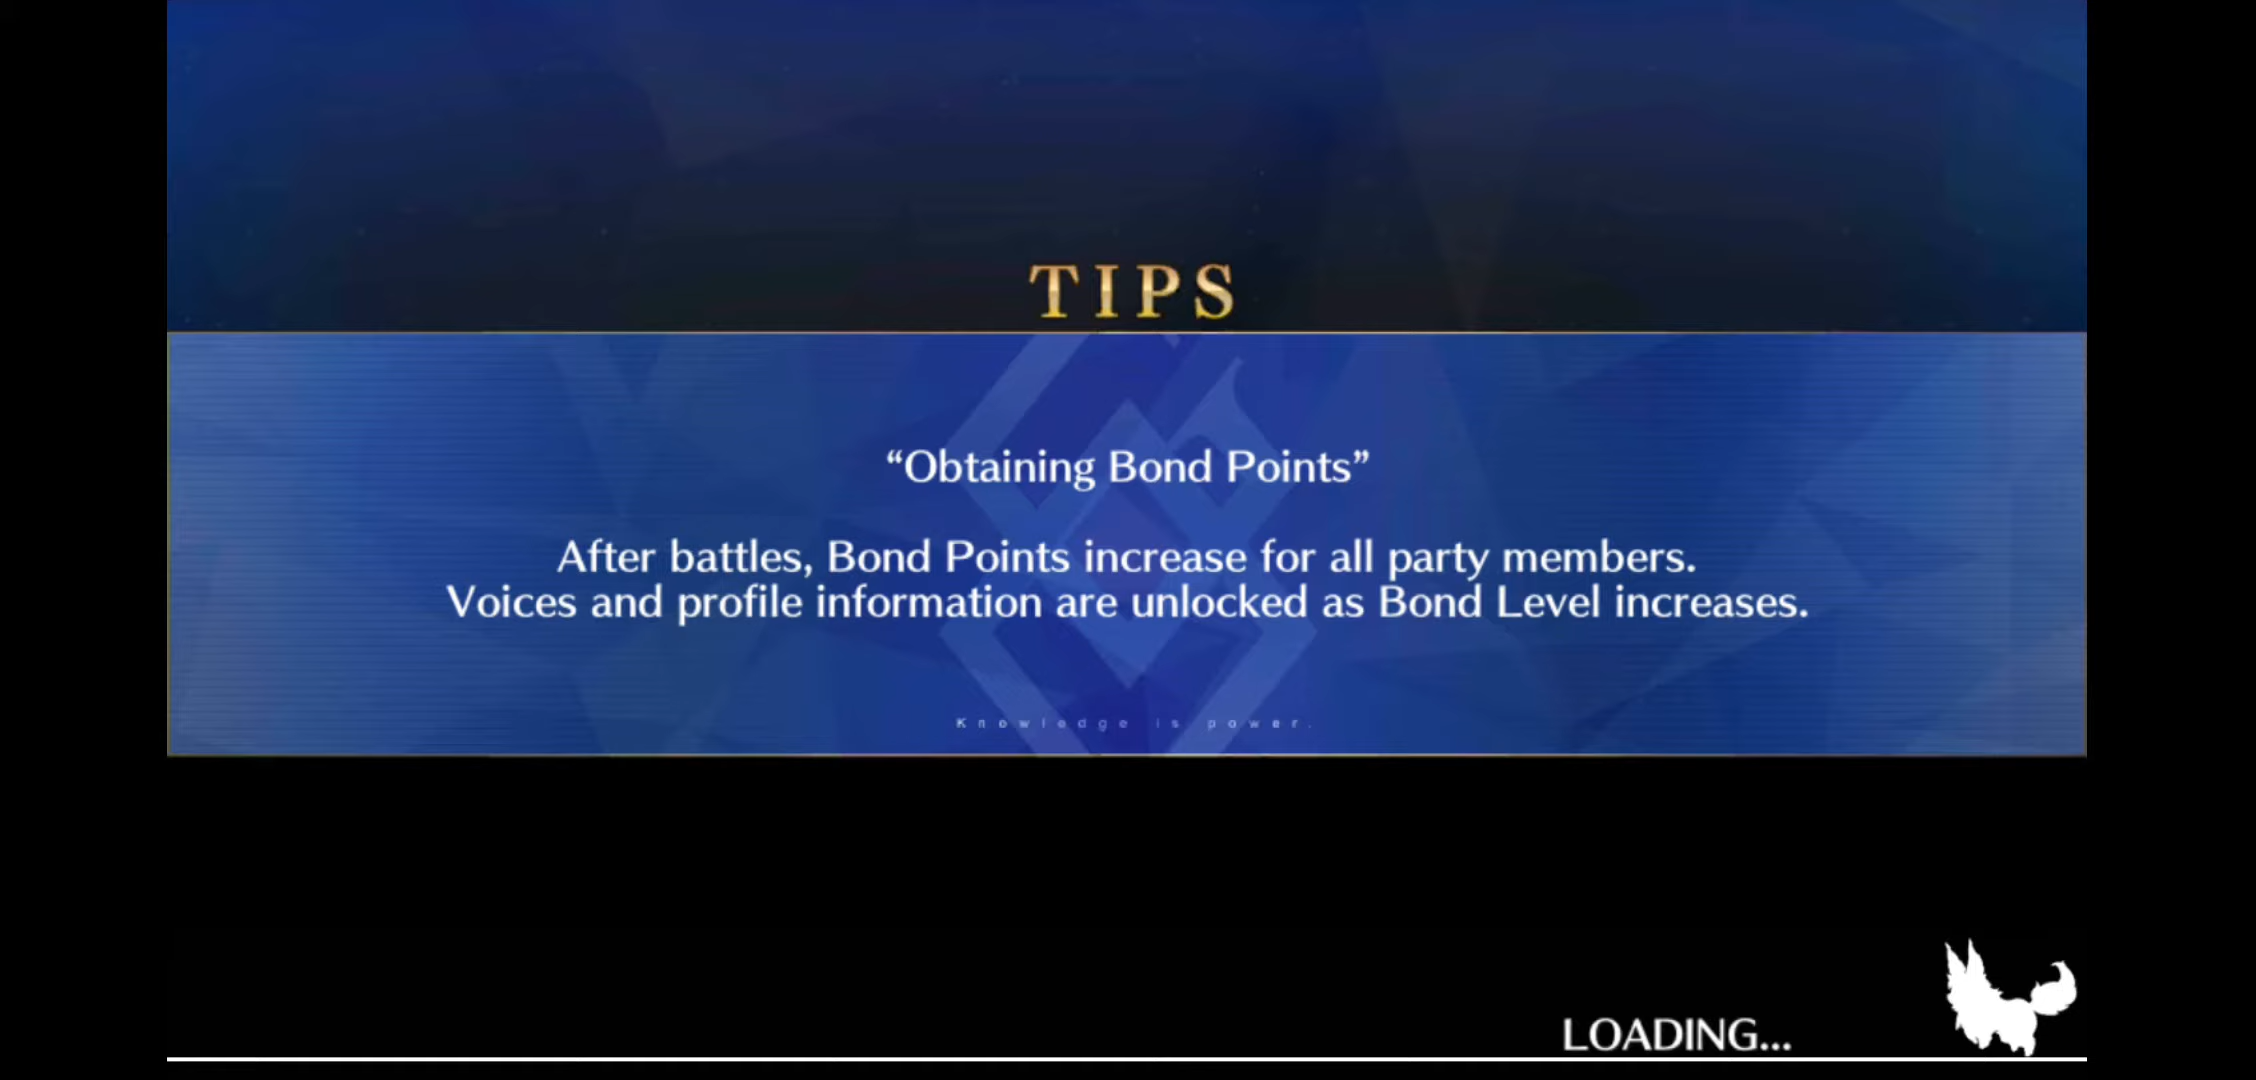 TIPS
“Obtaining Bond Points”
After battles, Bond Points increase for all party members.
Voices and profile information are unlocked as Bond Level increases.
Knowledge is power.
LOADING...